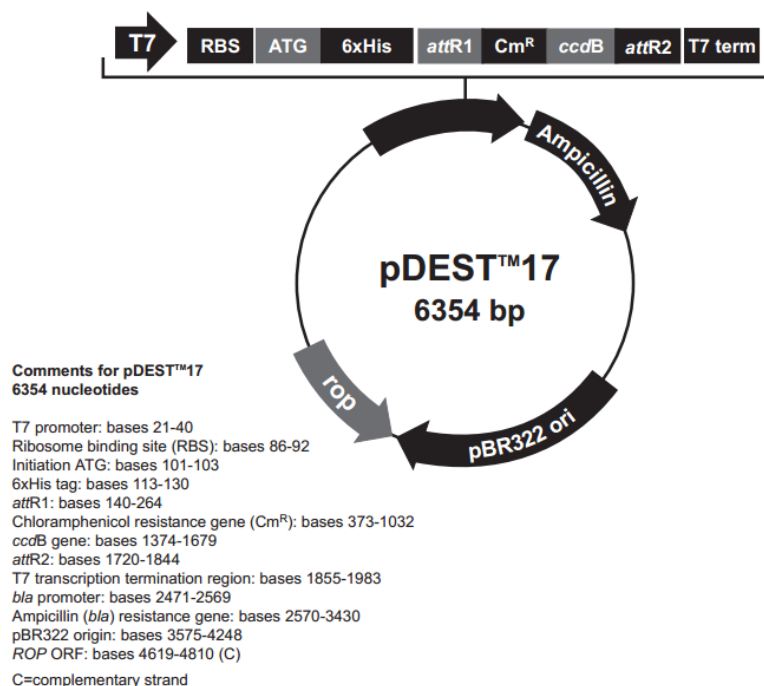 T7 RBS ATG 6xHis attR1 Cmᴿ ccdB attR2 T7 term
Ampicillin
pDEST™17
6354 bp
rop
pBR322 ori
Comments for pDEST™17
6354 nucleotides
T7 promoter: bases 21-40
Ribosome binding site (RBS): bases 86-92
Initiation ATG: bases 101-103
6xHis tag: bases 113-130
attR1: bases 140-264
Chloramphenicol resistance gene (Cmᴿ): bases 373-1032
ccdB gene: bases 1374-1679
attR2: bases 1720-1844
T7 transcription termination region: bases 1855-1983
bla promoter: bases 2471-2569
Ampicillin (bla) resistance gene: bases 2570-3430
pBR322 origin: bases 3575-4248
ROP ORF: bases 4619-4810 (C)
C=complementary strand